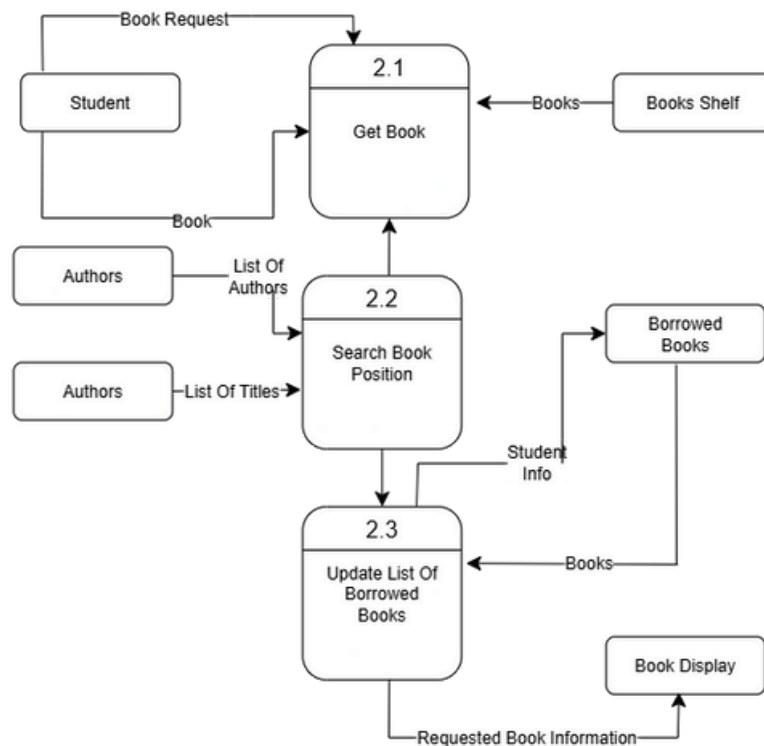 Book Request
2.1
Student
Get Book
Books
Books Shelf
Book
Authors
List Of
Authors
2.2
Search Book
Position
Borrowed
Books
Authors
List Of Titles
Student
Info
2.3
Update List Of
Borrowed
Books
Books
Book Display
Requested Book Information